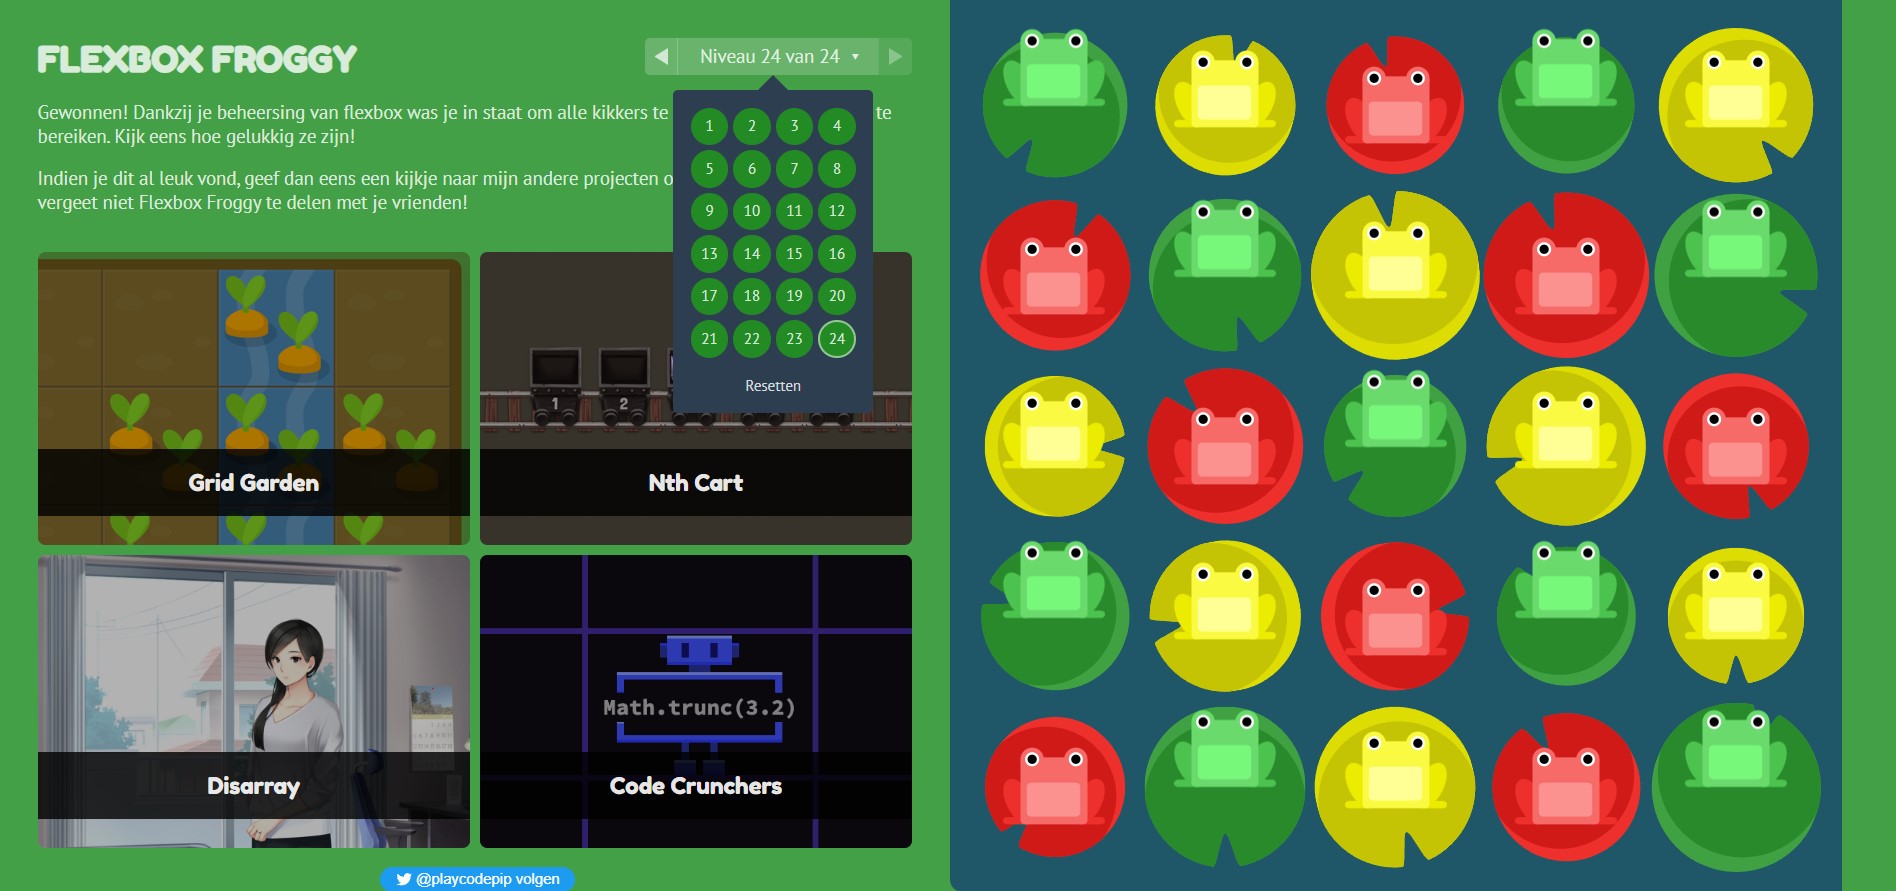 FLEXBOX FROGGY
◀ Niveau 24 van 24 ▼ ▶
Gewonnen! Dankzij je beheersing van flexbox was je in staat om alle kikkers te te
bereiken. Kijk eens hoe gelukkig ze zijn!
Indien je dit al leuk vond, geef dan eens een kijkje naar mijn andere projecten o
vergeet niet Flexbox Froggy te delen met je vrienden!
1 2 3 4
5 6 7 8
9 10 11 12
13 14 15 16
17 18 19 20
21 22 23 24
Resetten
1 2
Grid Garden
Nth Cart
Math.trunc(3.2)
Disarray
Code Crunchers
@playcodepip volgen